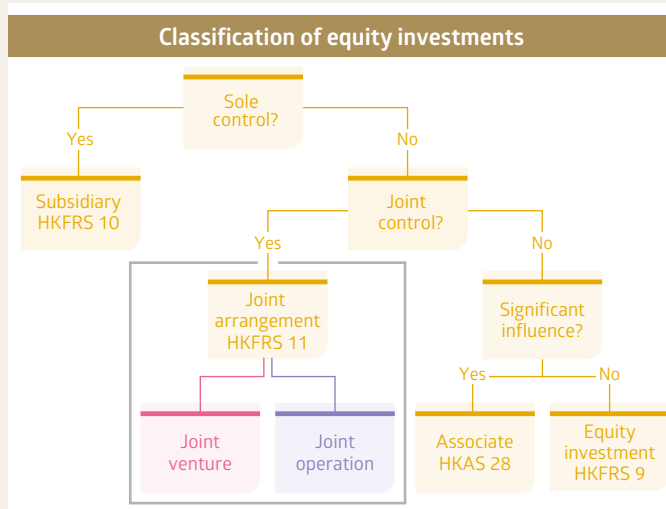 Classification of equity investments
Sole
control?
Yes
No
Subsidiary
HKFRS 10
Joint
control?
Yes
No
Joint
arrangement
HKFRS 11
Significant
influence?
Yes
No
Joint
venture
Joint
operation
Associate
HKAS 28
Equity
investment
HKFRS 9